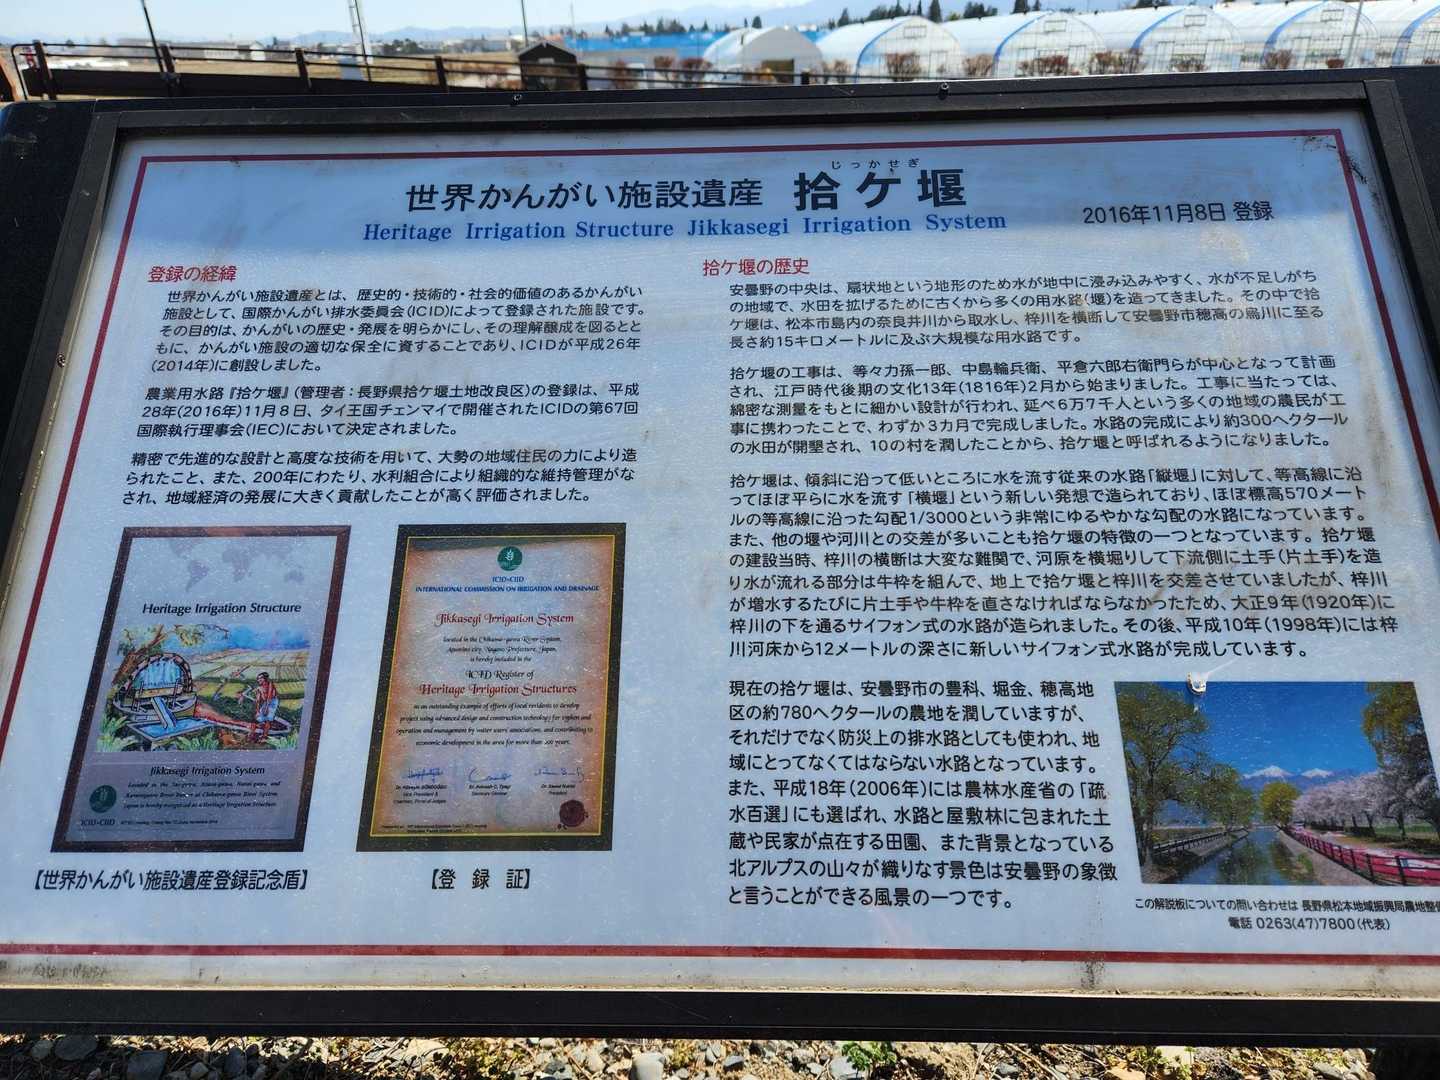 じっかせぎ
世界かんがい施設遺産 拾ケ堰
Heritage Irrigation Structure Jikkasegi Irrigation System
2016年11月8日 登録
登録の経緯
世界かんがい施設遺産とは、歴史的・技術的・社会的価値のあるかんがい
施設として、国際かんがい排水委員会(ICID)によって登録された施設です。
その目的は、かんがいの歴史・発展を明らかにし、その理解醸成を図るとと
もに、かんがい施設の適切な保全に資することであり、ICIDが平成26年
(2014年)に創設しました。
農業用水路『拾ケ堰』(管理者：長野県拾ケ堰土地改良区)の登録は、平成
28年(2016年)11月8日、タイ王国チェンマイで開催されたICIDの第67回
国際執行理事会(IEC)において決定されました。
精密で先進的な設計と高度な技術を用いて、大勢の地域住民の力により造
られたこと、また、200年にわたり、水利組合により組織的な維持管理がな
され、地域経済の発展に大きく貢献したことが高く評価されました。
Heritage Irrigation Structure
Jikkasegi Irrigation System
ICID•CIID
【世界かんがい施設遺産登録記念盾】
ICID•CIID
INTERNATIONAL COMMISSION ON IRRIGATION AND DRAINAGE
Jikkasegi Irrigation System
located in the Chikuma-gawa River System,
Azumino city, Nagano Prefecture, Japan,
is hereby included in the
ICID Register of
Heritage Irrigation Structures
as an outstanding example of efforts of local residents to develop
project using advanced design and construction technology for siphon and
operation and management by water users' associations, and contributing to
economic development in the area for more than 200 years.
【登 録 証】
拾ケ堰の歴史
安曇野の中央は、扇状地という地形のため水が地中に浸み込みやすく、水が不足しがち
の地域で、水田を拡げるために古くから多くの用水路(堰)を造ってきました。その中で拾
ケ堰は、松本市島内の奈良井川から取水し、梓川を横断して安曇野市穂高の烏川に至る
長さ約15キロメートルに及ぶ大規模な用水路です。
拾ケ堰の工事は、等々力孫一郎、中島輪兵衛、平倉六郎右衛門らが中心となって計画
され、江戸時代後期の文化13年(1816年)2月から始まりました。工事に当たっては、
綿密な測量をもとに細かい設計が行われ、延べ6万7千人という多くの地域の農民が工
事に携わったことで、わずか3カ月で完成しました。水路の完成により約300ヘクタール
の水田が開墾され、10の村を潤したことから、拾ケ堰と呼ばれるようになりました。
拾ケ堰は、傾斜に沿って低いところに水を流す従来の水路「縦堰」に対して、等高線に沿
ってほぼ平らに水を流す「横堰」という新しい発想で造られており、ほぼ標高570メート
ルの等高線に沿った勾配1/3000という非常にゆるやかな勾配の水路になっています。
また、他の堰や河川との交差が多いことも拾ケ堰の特徴の一つとなっています。拾ケ堰
の建設当時、梓川の横断は大変な難関で、河原を横堀りして下流側に土手(片土手)を造
り水が流れる部分は牛枠を組んで、地上で拾ケ堰と梓川を交差させていましたが、梓川
が増水するたびに片土手や牛枠を直さなければならなかったため、大正9年(1920年)に
梓川の下を通るサイフォン式の水路が造られました。その後、平成10年(1998年)には梓
川河床から12メートルの深さに新しいサイフォン式水路が完成しています。
現在の拾ケ堰は、安曇野市の豊科、堀金、穂高地
区の約780ヘクタールの農地を潤していますが、
それだけでなく防災上の排水路としても使われ、地
域にとってなくてはならない水路となっています。
また、平成18年(2006年)には農林水産省の「疏
水百選」にも選ばれ、水路と屋敷林に包まれた土
蔵や民家が点在する田園、また背景となっている
北アルプスの山々が織りなす景色は安曇野の象徴
と言うことができる風景の一つです。
この解説板についての問い合わせは 長野県松本地域振興局農地整備
電話 0263(47)7800(代表)